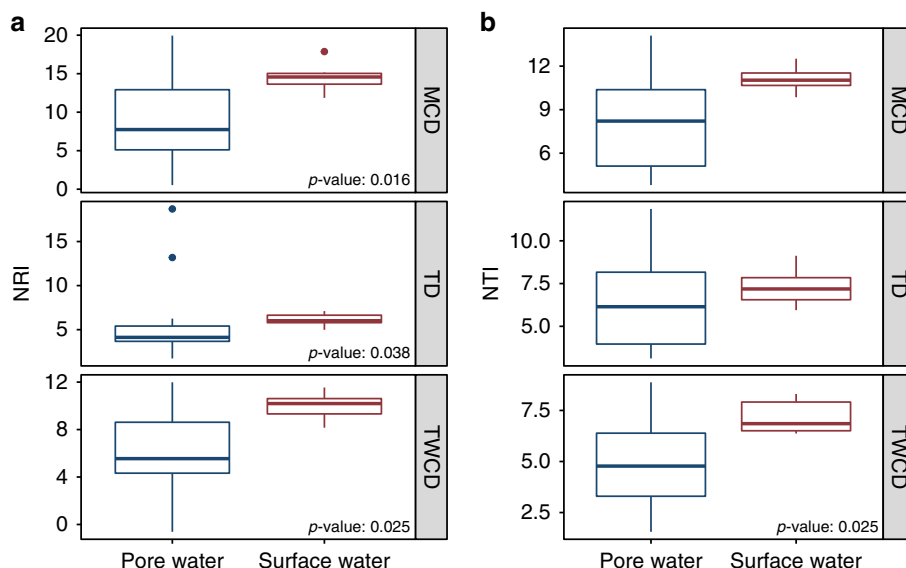 a
NRI
20
15
10
5
0
p-value: 0.016
MCD
15
10
5
p-value: 0.038
TD
12
8
4
0
p-value: 0.025
TWCD
Pore water
Surface water
b
NTI
12
9
6
MCD
10.0
7.5
5.0
TD
7.5
5.0
2.5
p-value: 0.025
TWCD
Pore water
Surface water